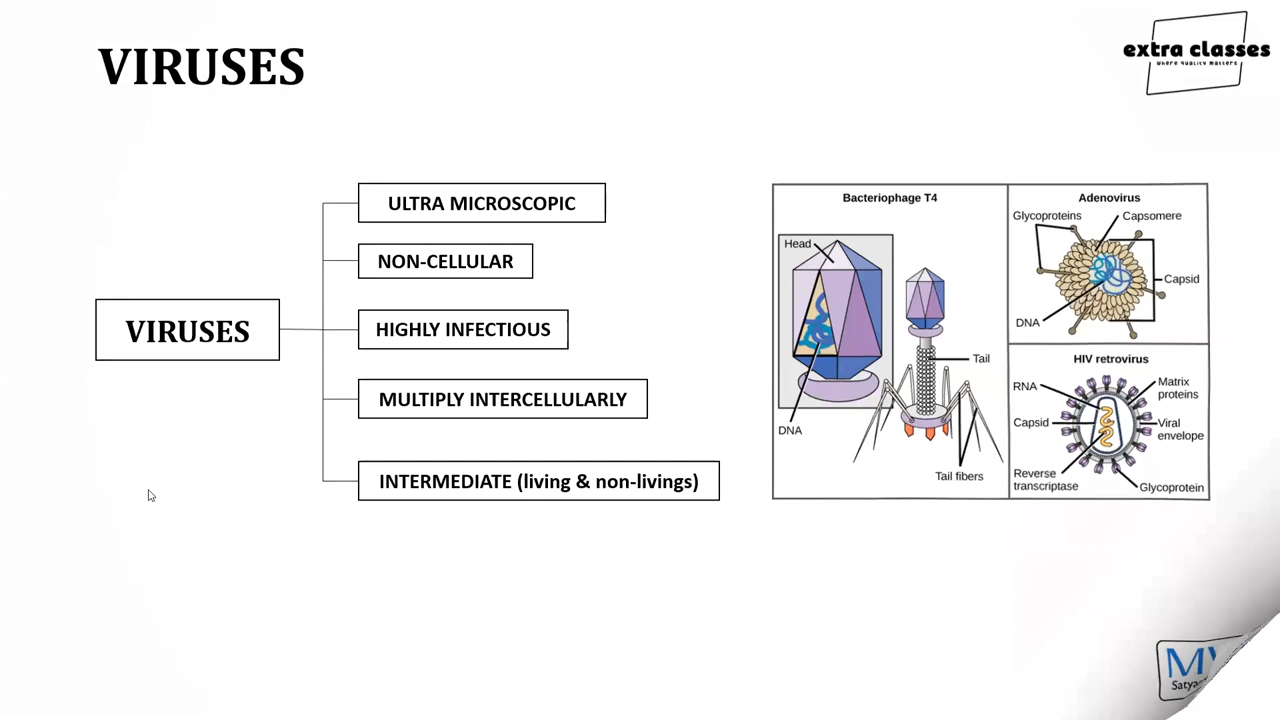 VIRUSES
extra classes
where quality matters
VIRUSES
ULTRA MICROSCOPIC
NON-CELLULAR
HIGHLY INFECTIOUS
MULTIPLY INTERCELLULARLY
INTERMEDIATE (living & non-livings)
Bacteriophage T4
Head
DNA
Tail
Tail fibers
Adenovirus
Glycoproteins
Capsomere
Capsid
DNA
HIV retrovirus
RNA
Capsid
Reverse
transcriptase
Matrix
proteins
Viral
envelope
Glycoprotein